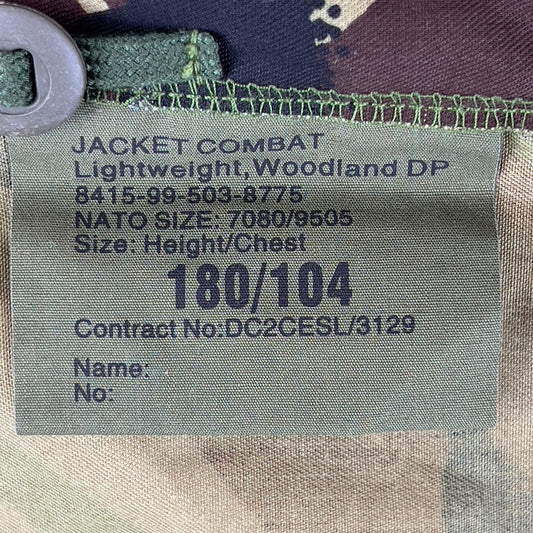 JACKET COMBAT
Lightweight,Woodland DP
8415-99-503-8775
NATO SIZE: 7080/9505
Size: Height/Chest
180/104
Contract No:DC2CESL/3129
Name:
No: